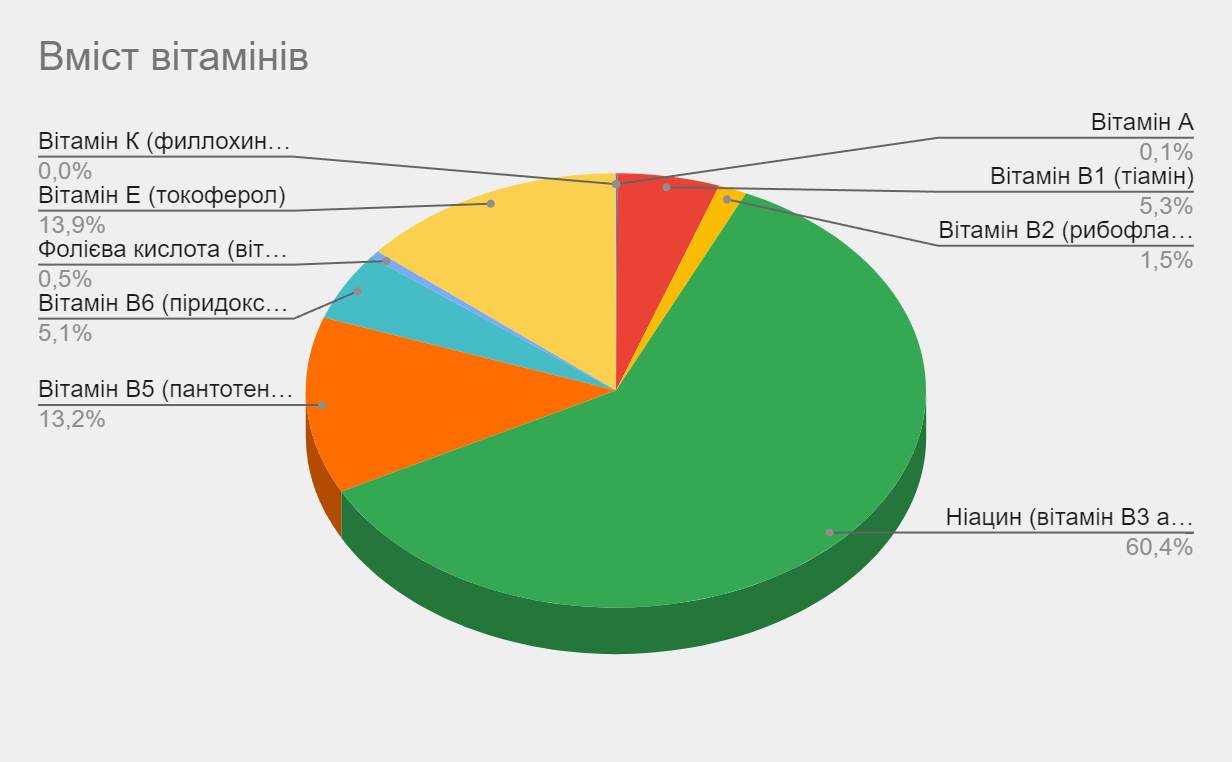 Вміст вітамінів
Вітамін К (филлохин…
0,0%
Вітамін Е (токоферол)
13,9%
Фолієва кислота (віт…
0,5%
Вітамін В6 (піридокс…
5,1%
Вітамін В5 (пантотен…
13,2%
Вітамін А
0,1%
Вітамін В1 (тіамін)
5,3%
Вітамін В2 (рибофла…
1,5%
Ніацин (вітамін В3 а…
60,4%